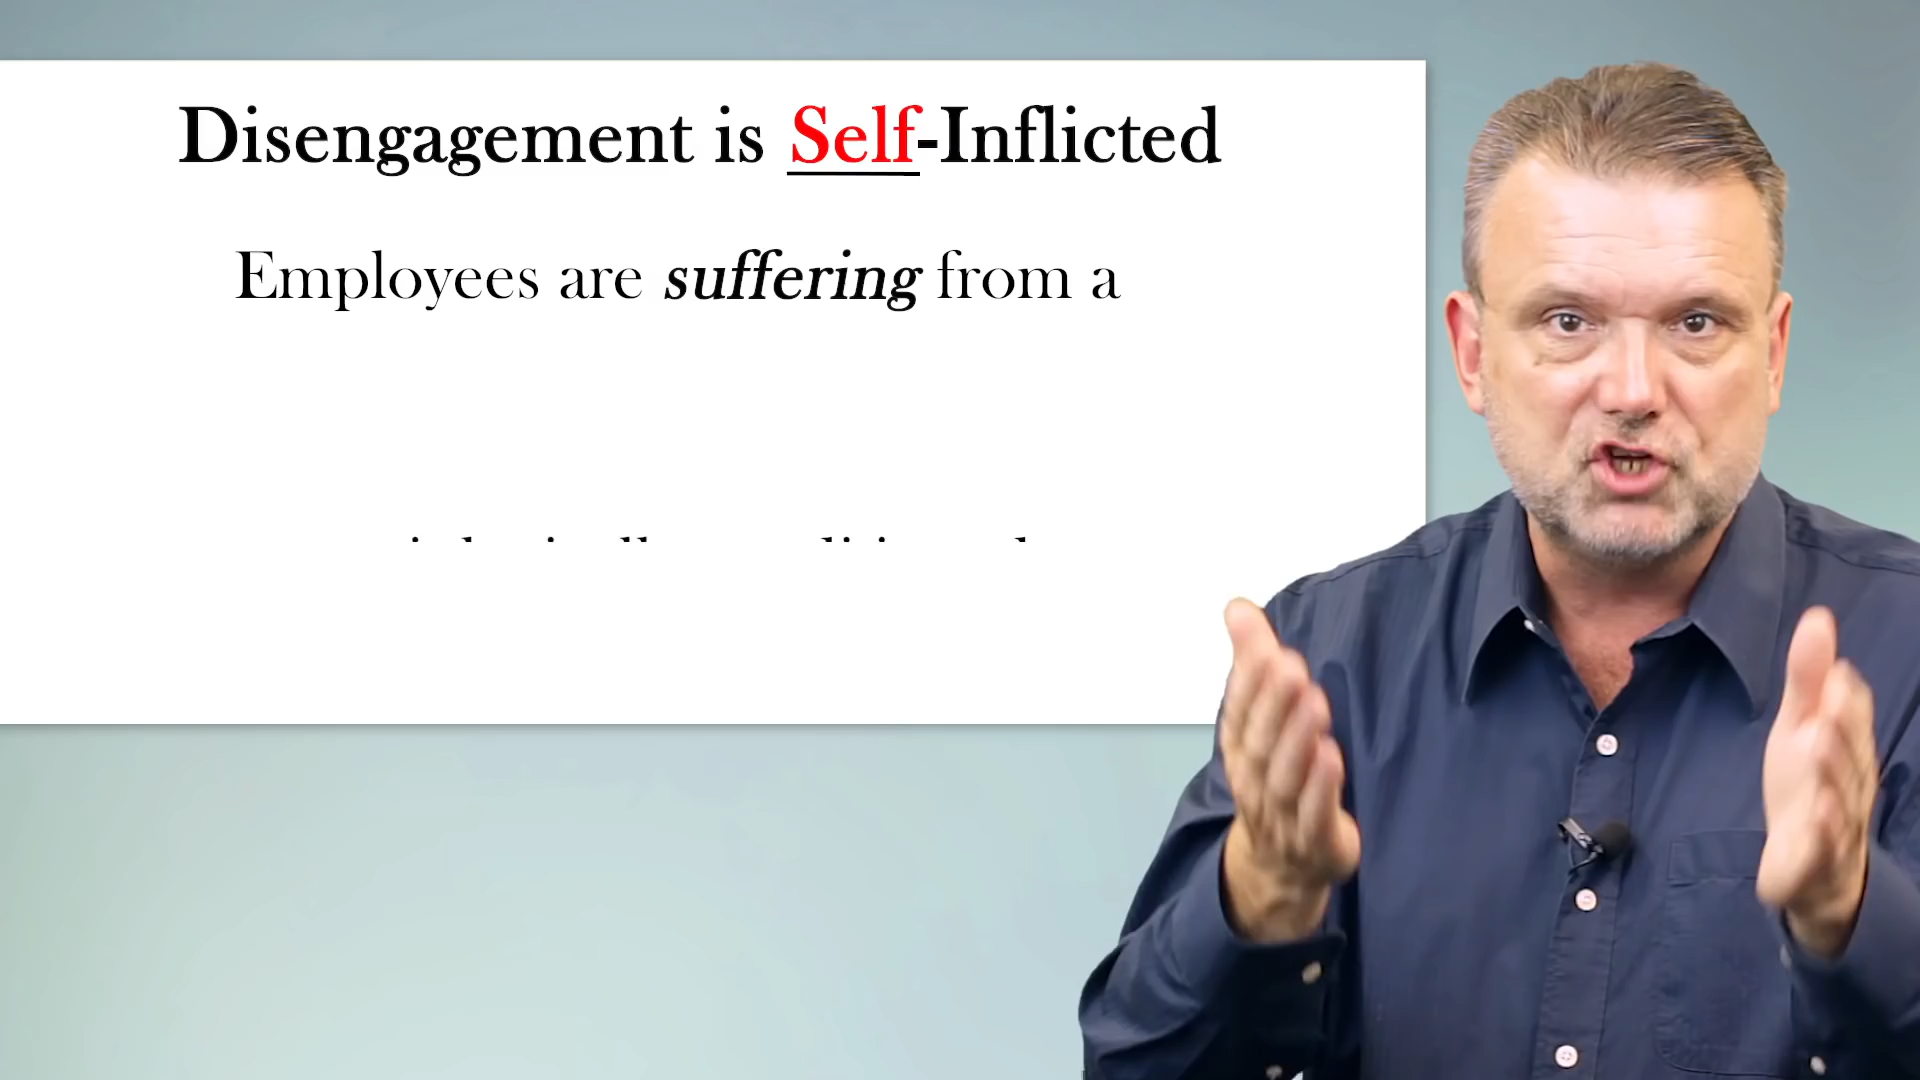 Disengagement is Self-Inflicted
Employees are suffering from a